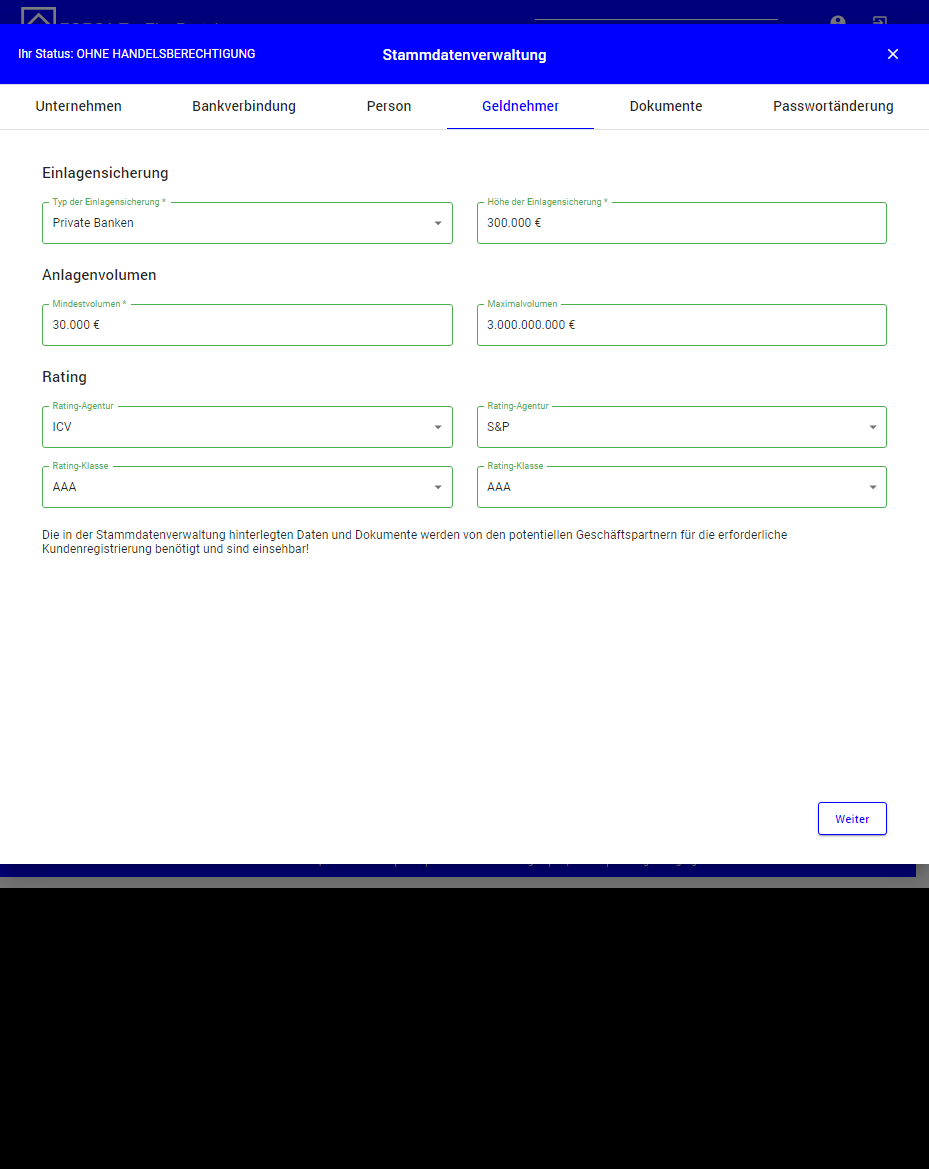 Ihr Status: OHNE HANDELSBERECHTIGUNG
Stammdatenverwaltung
Unternehmen
Bankverbindung
Person
Geldnehmer
Dokumente
Passwortänderung
Einlagensicherung
Typ der Einlagensicherung *
Private Banken
Höhe der Einlagensicherung *
300.000 €
Anlagenvolumen
Mindestvolumen *
30.000 €
Maximalvolumen
3.000.000.000 €
Rating
Rating-Agentur
ICV
Rating-Agentur
S&P
Rating-Klasse
AAA
Rating-Klasse
AAA
Die in der Stammdatenverwaltung hinterlegten Daten und Dokumente werden von den potentiellen Geschäftspartnern für die erforderliche
Kundenregistrierung benötigt und sind einsehbar!
Weiter